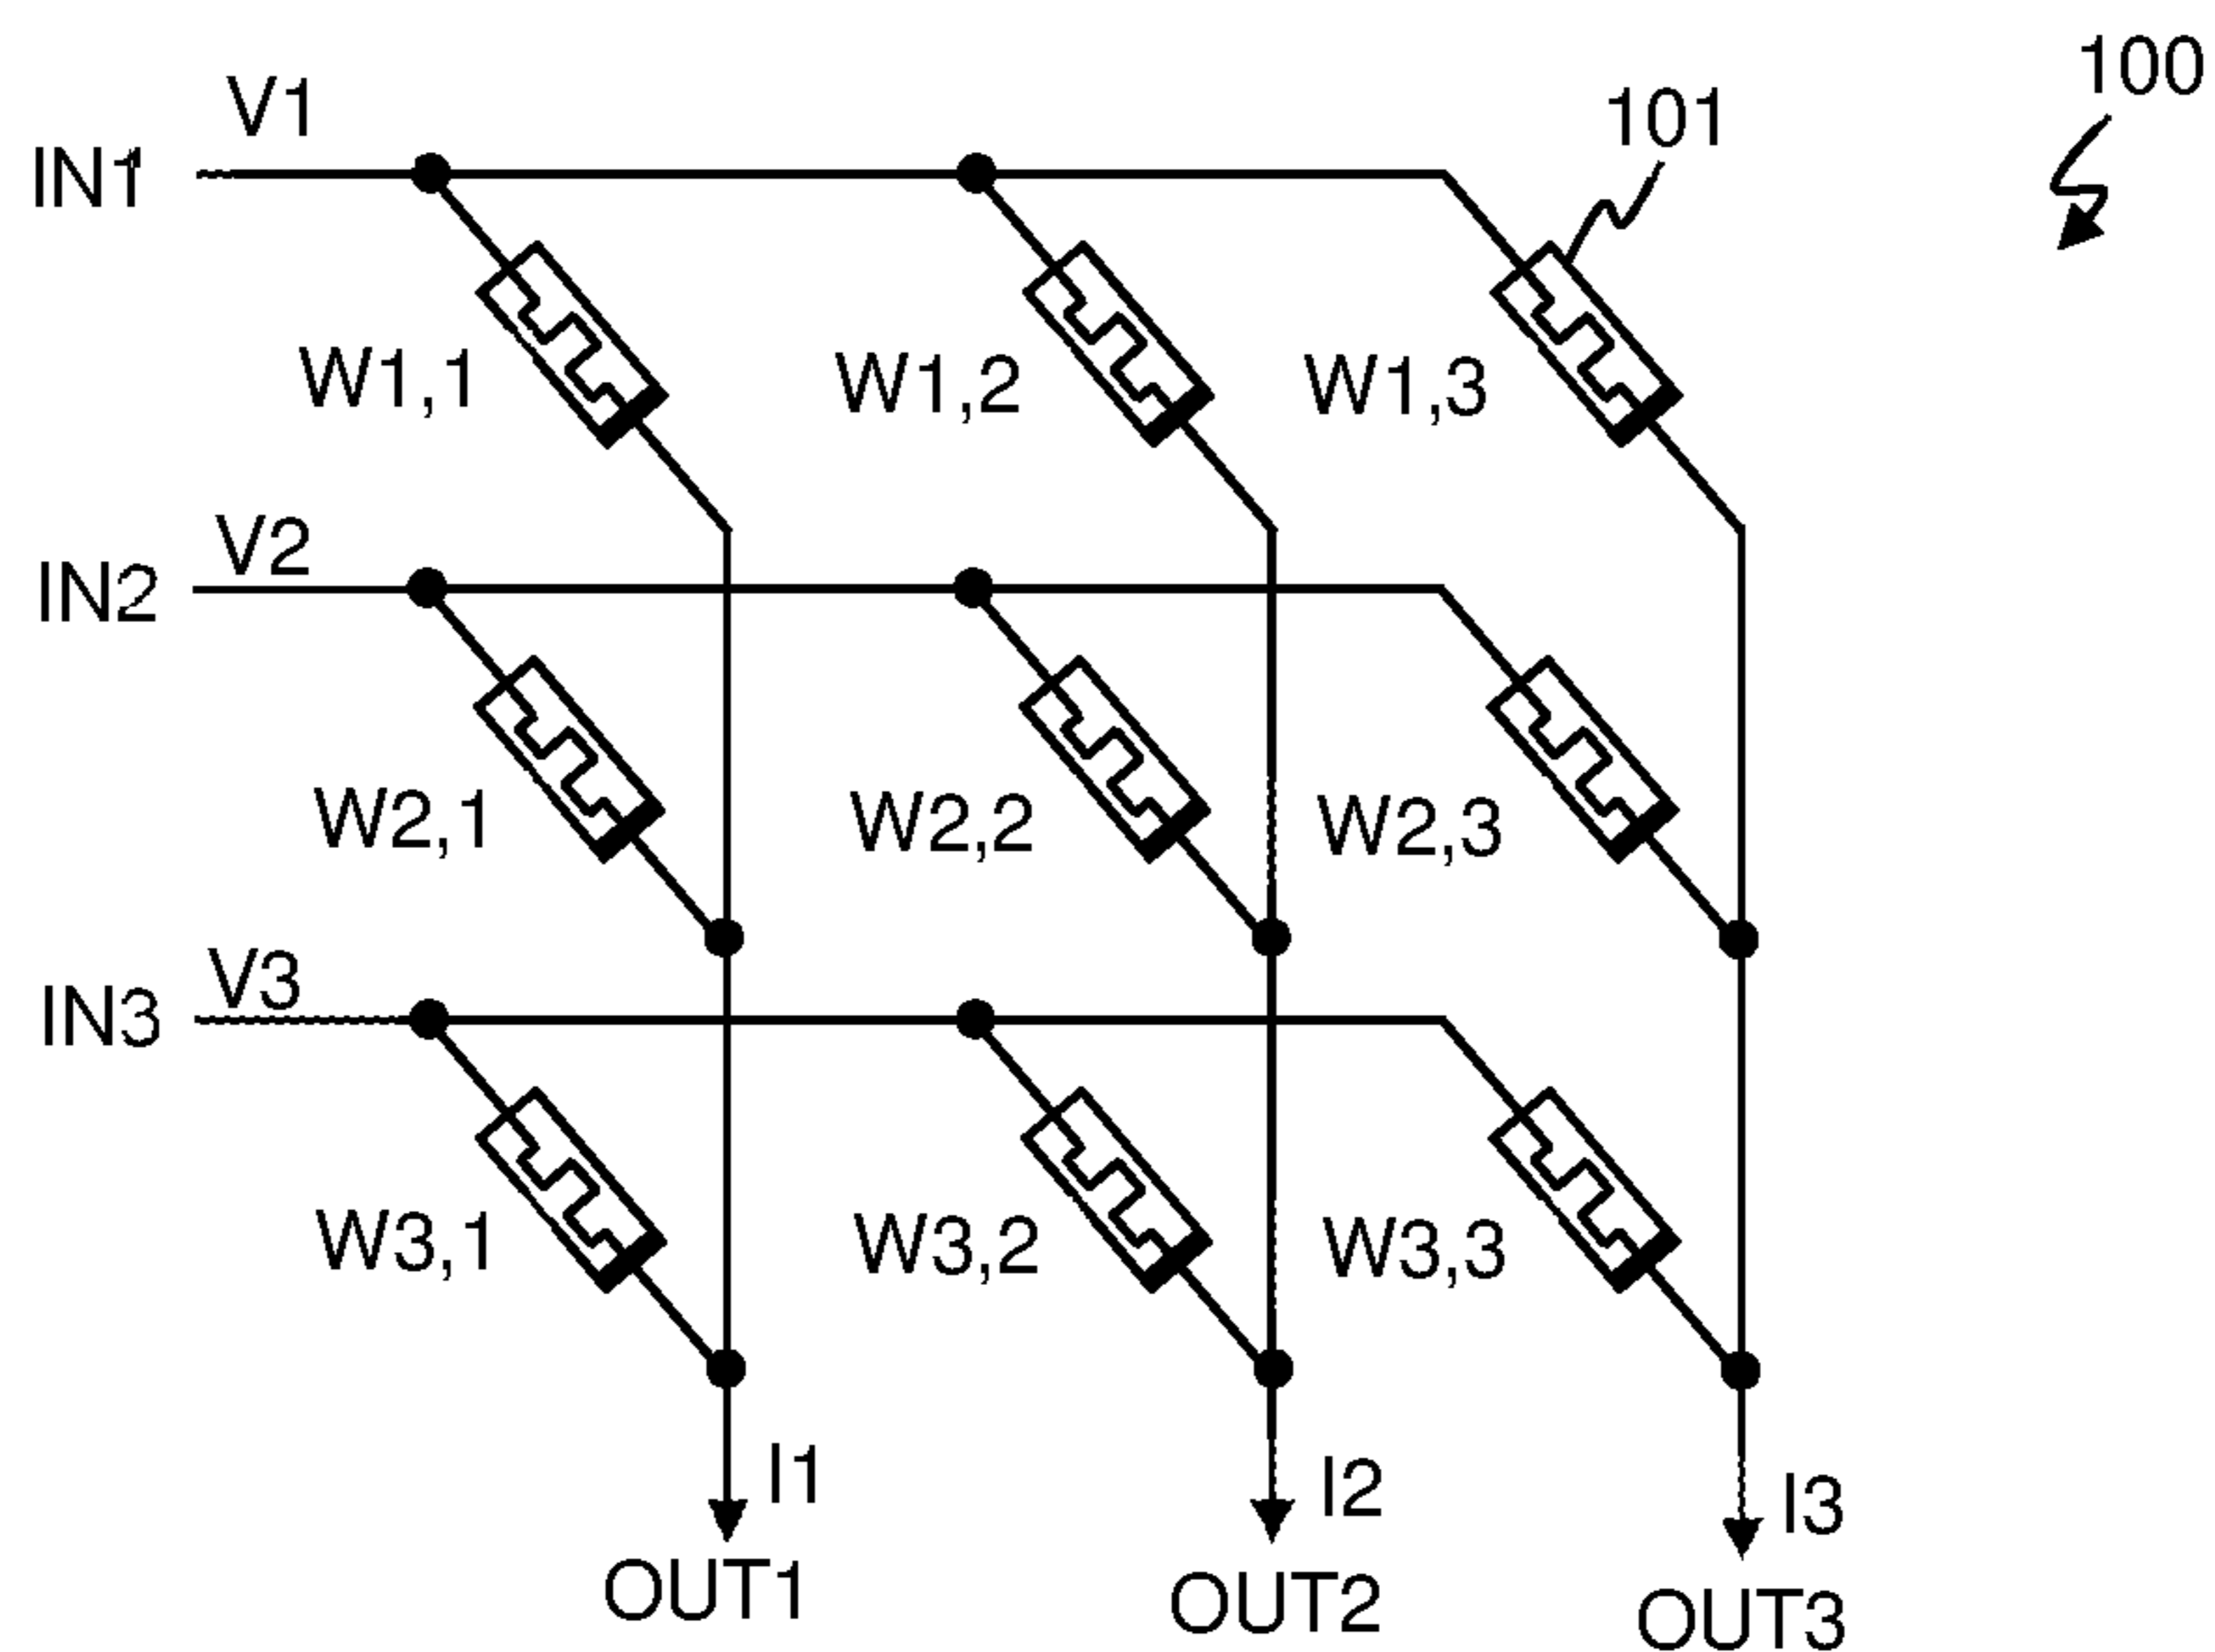 100
V1
101
IN1
W1,1
W1,2
W1,3
V2
IN2
W2,1
W2,2
W2,3
V3
IN3
W3,1
W3,2
W3,3
I1
I2
I3
OUT1
OUT2
OUT3